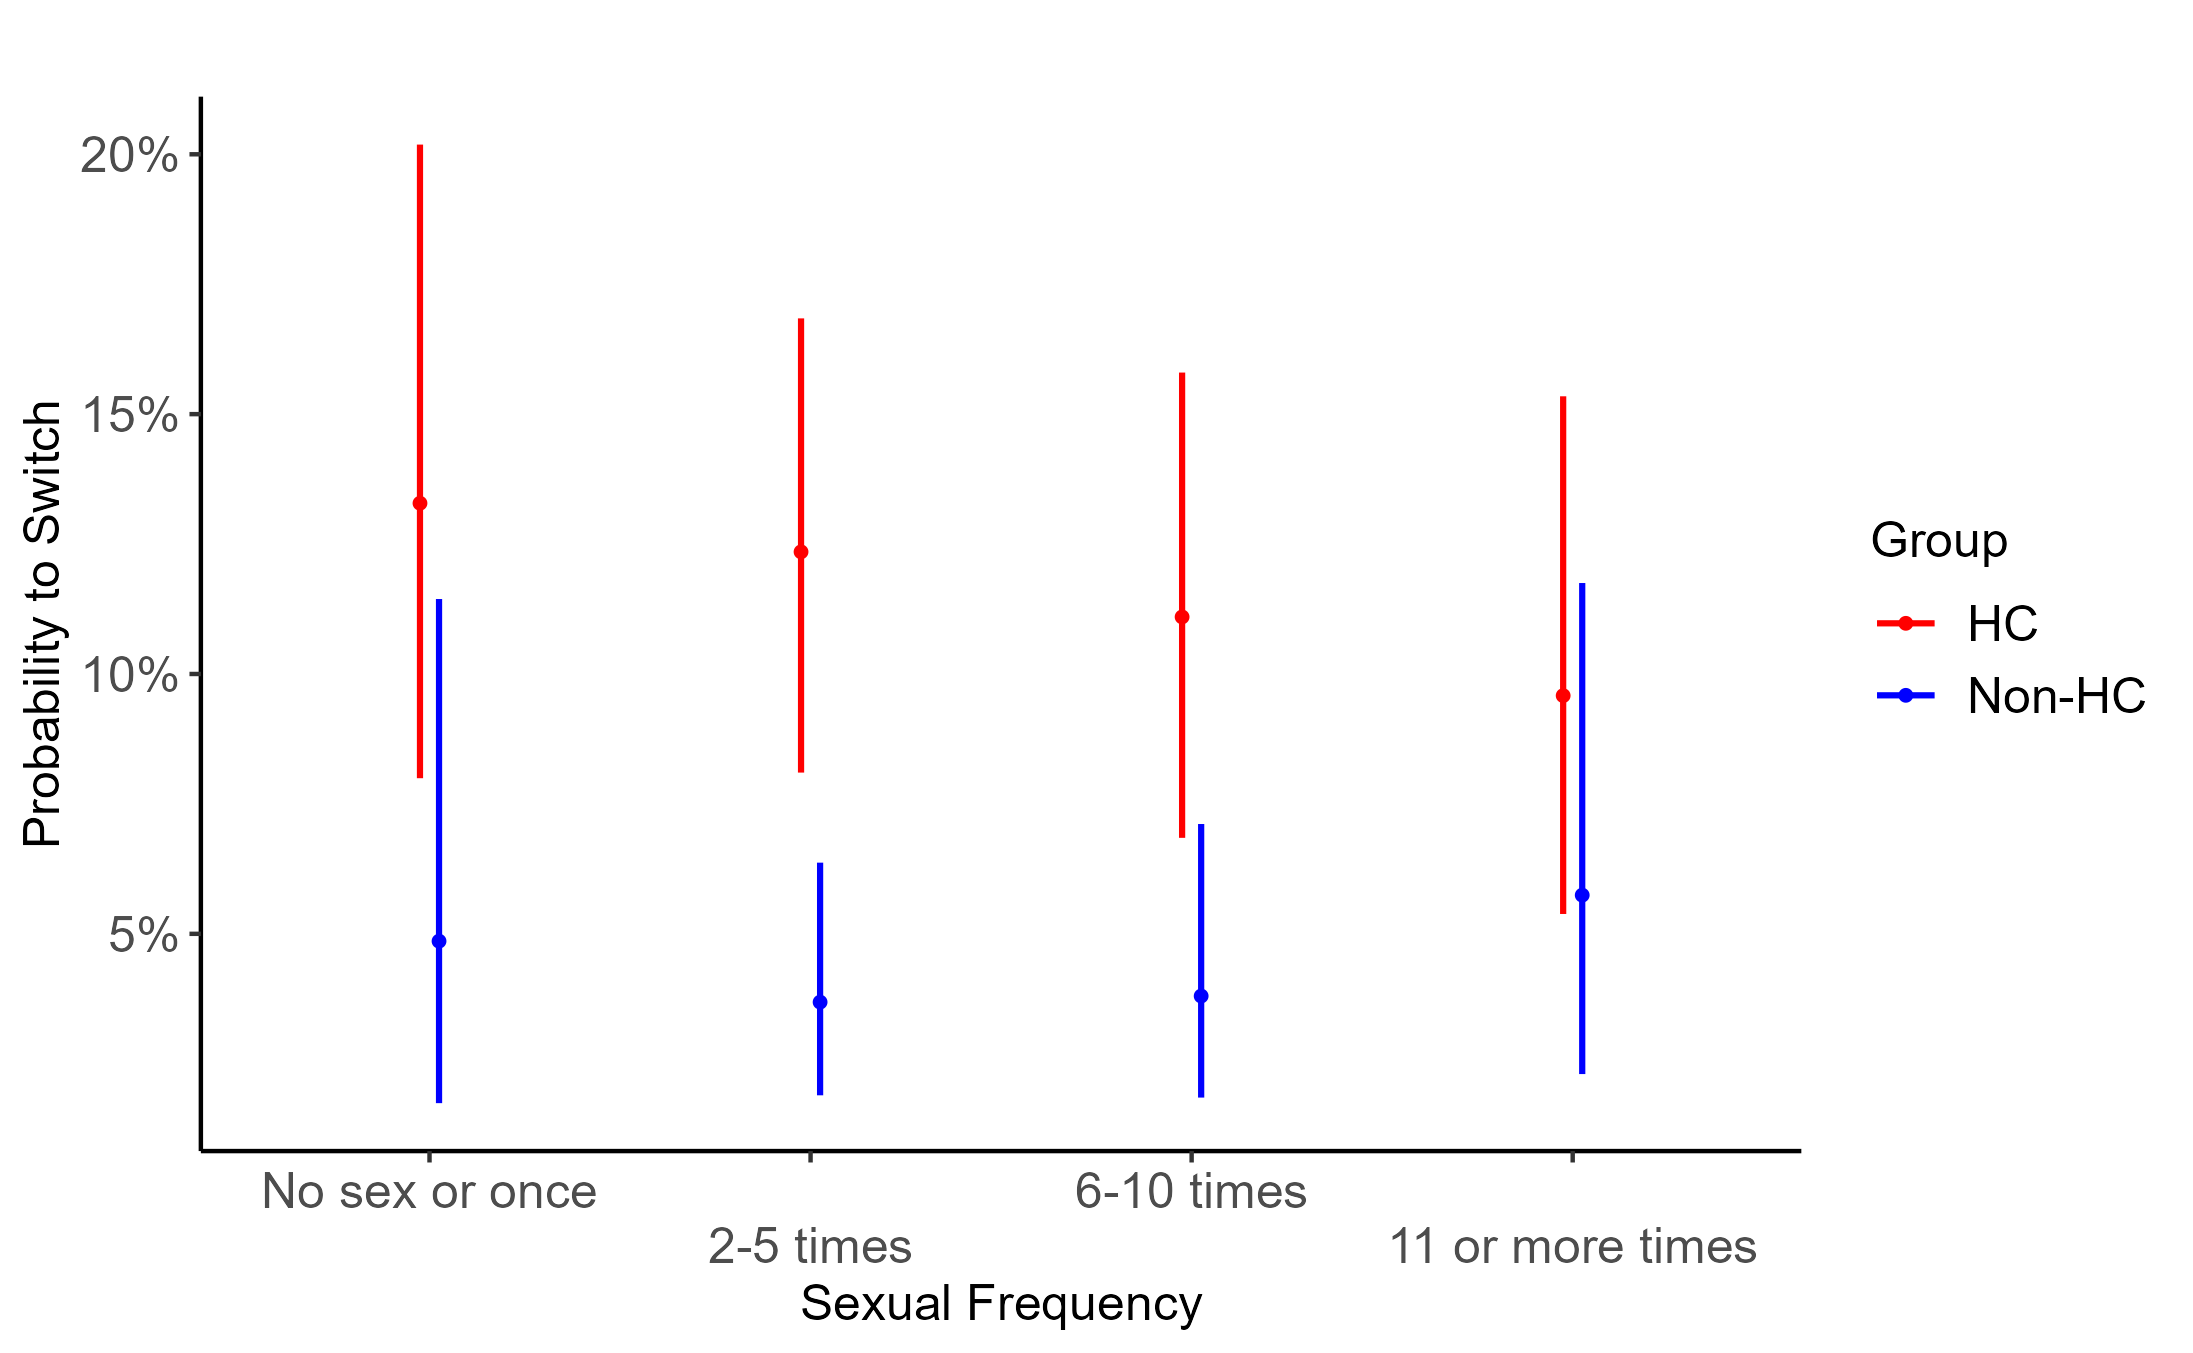 20%
15%
10%
5%
Probability to Switch
No sex or once
2-5 times
6-10 times
11 or more times
Sexual Frequency
Group
HC
Non-HC